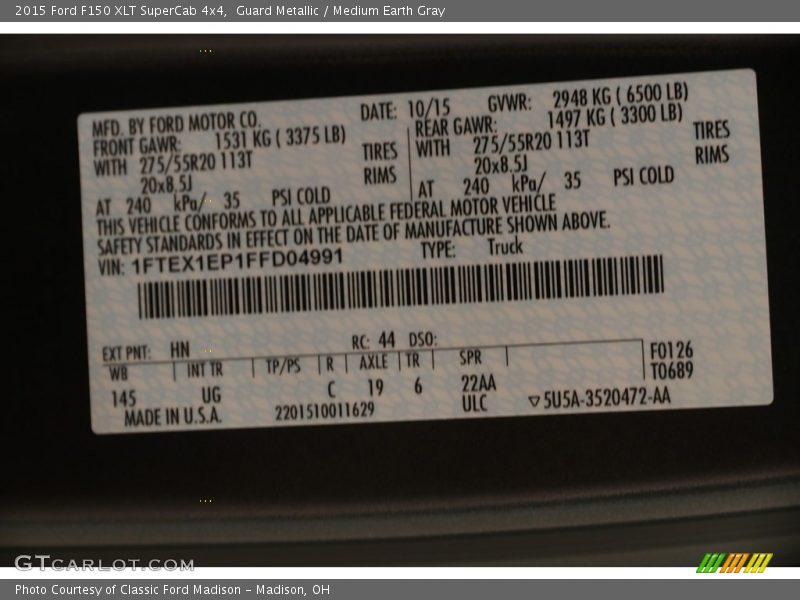 2015 Ford F150 XLT SuperCab 4x4,  Guard Metallic / Medium Earth Gray
MFD. BY FORD MOTOR CO. DATE: 10/15 GVWR: 2948 KG ( 6500 LB)
FRONT GAWR: 1531 KG ( 3375 LB) REAR GAWR: 1497 KG ( 3300 LB)
WITH 275/55R20 113T TIRES WITH 275/55R20 113T TIRES
20x8.5J RIMS 20x8.5J RIMS
AT 240 kPa/ 35 PSI COLD AT 240 kPa/ 35 PSI COLD
THIS VEHICLE CONFORMS TO ALL APPLICABLE FEDERAL MOTOR VEHICLE
SAFETY STANDARDS IN EFFECT ON THE DATE OF MANUFACTURE SHOWN ABOVE.
VIN: 1FTEX1EP1FFD04991 TYPE: Truck
EXT PNT: HN RC: 44 DSO:
WB INT TR TP/PS R AXLE TR SPR F0126
T0689
145 UG C 19 6 22AA
MADE IN U.S.A. 2201510011629 ULC ▽5U5A-3520472-AA
GTCARLOT.COM
Photo Courtesy of Classic Ford Madison - Madison, OH